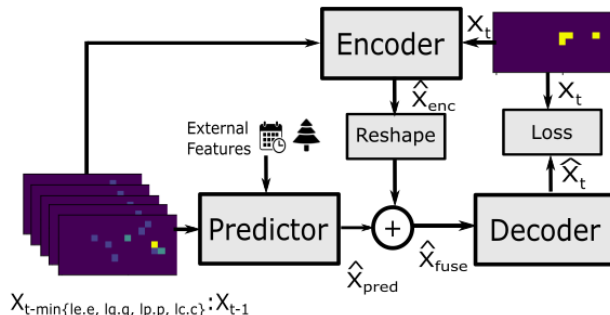 Encoder
X_t
X̂_enc
X_t
External
Features
Reshape
Loss
X̂_t
Predictor
+
Decoder
X̂_pred
X̂_fuse
X_t-min{le.e, lq.q, lp.p, lc.c}:X_t-1